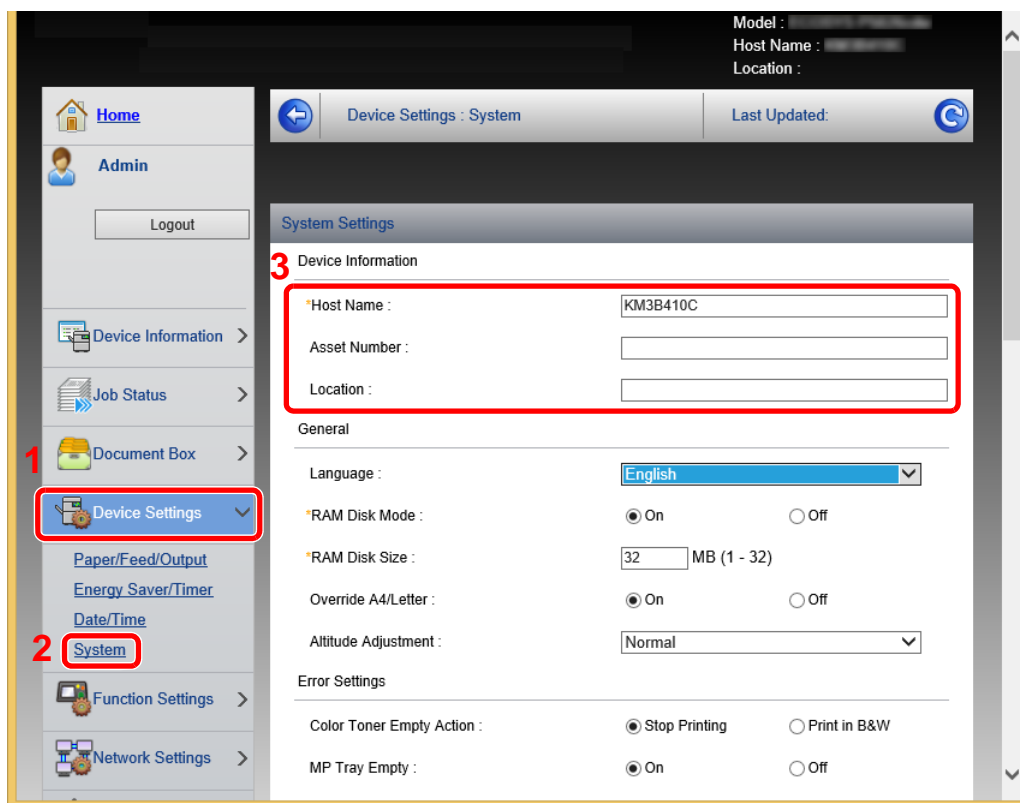 Model :
Host Name :
Location :
Home
Admin
Logout
Device Information
Job Status
1
Document Box
Device Settings
Paper/Feed/Output
Energy Saver/Timer
Date/Time
2 System
Function Settings
Network Settings
Device Settings : System Last Updated:
System Settings
3 Device Information
*Host Name : KM3B410C
Asset Number :
Location :
General
Language : English
*RAM Disk Mode : On Off
*RAM Disk Size : 32 MB (1 - 32)
Override A4/Letter : On Off
Altitude Adjustment : Normal
Error Settings
Color Toner Empty Action : Stop Printing Print in B&W
MP Tray Empty : On Off